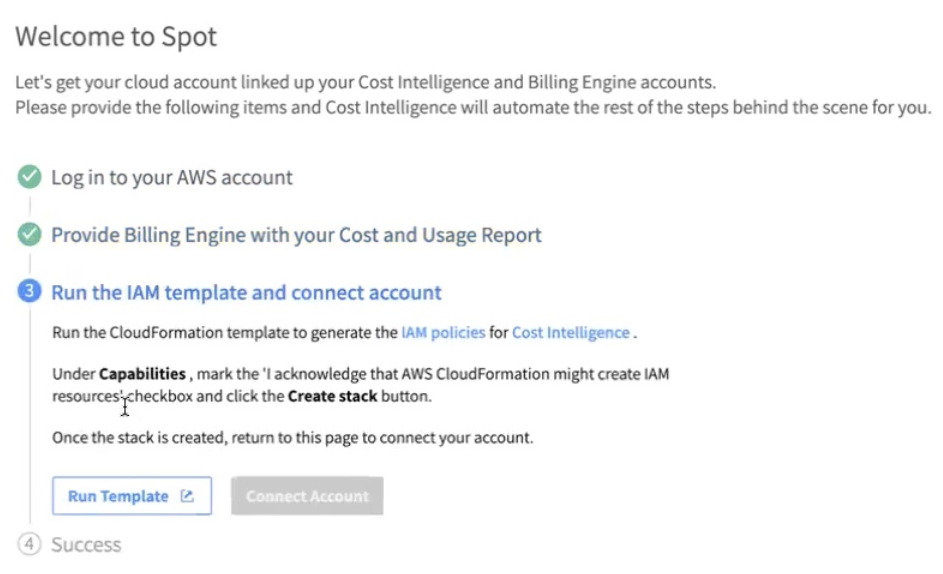 Welcome to Spot
Let's get your cloud account linked up your Cost Intelligence and Billing Engine accounts.
Please provide the following items and Cost Intelligence will automate the rest of the steps behind the scene for you.
Log in to your AWS account
Provide Billing Engine with your Cost and Usage Report
3 Run the IAM template and connect account
Run the CloudFormation template to generate the IAM policies for Cost Intelligence .
Under Capabilities , mark the 'I acknowledge that AWS CloudFormation might create IAM
resources' checkbox and click the Create stack button.
Once the stack is created, return to this page to connect your account.
Run Template Connect Account
4 Success